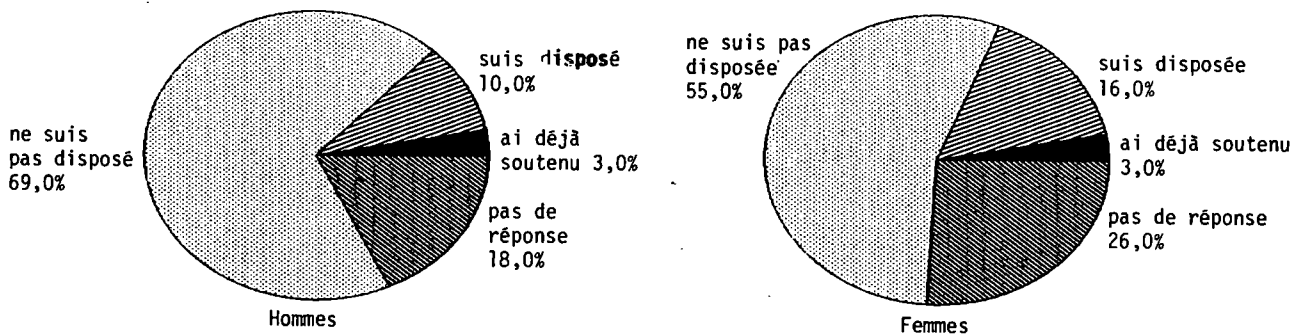 ne suis
pas disposé
69,0%
suis disposé
10,0%
ai déjà
soutenu 3,0%
pas de
réponse
18,0%
Hommes
ne suis pas
disposée
55,0%
suis disposée
16,0%
ai déjà soutenu
3,0%
pas de réponse
26,0%
Femmes